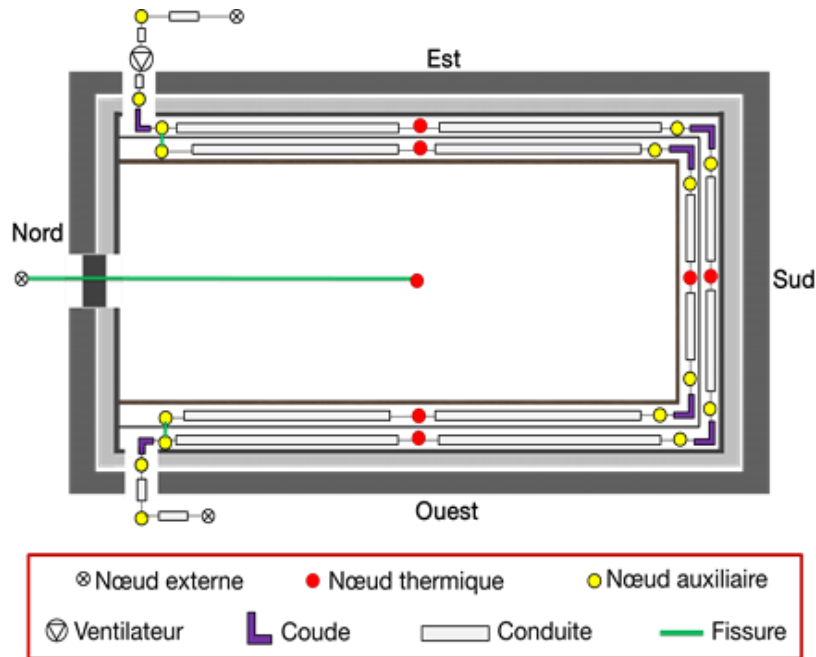 Est
Nord
Sud
Ouest
Nœud externe
Nœud thermique
Nœud auxiliaire
Ventilateur
Coude
Conduite
Fissure